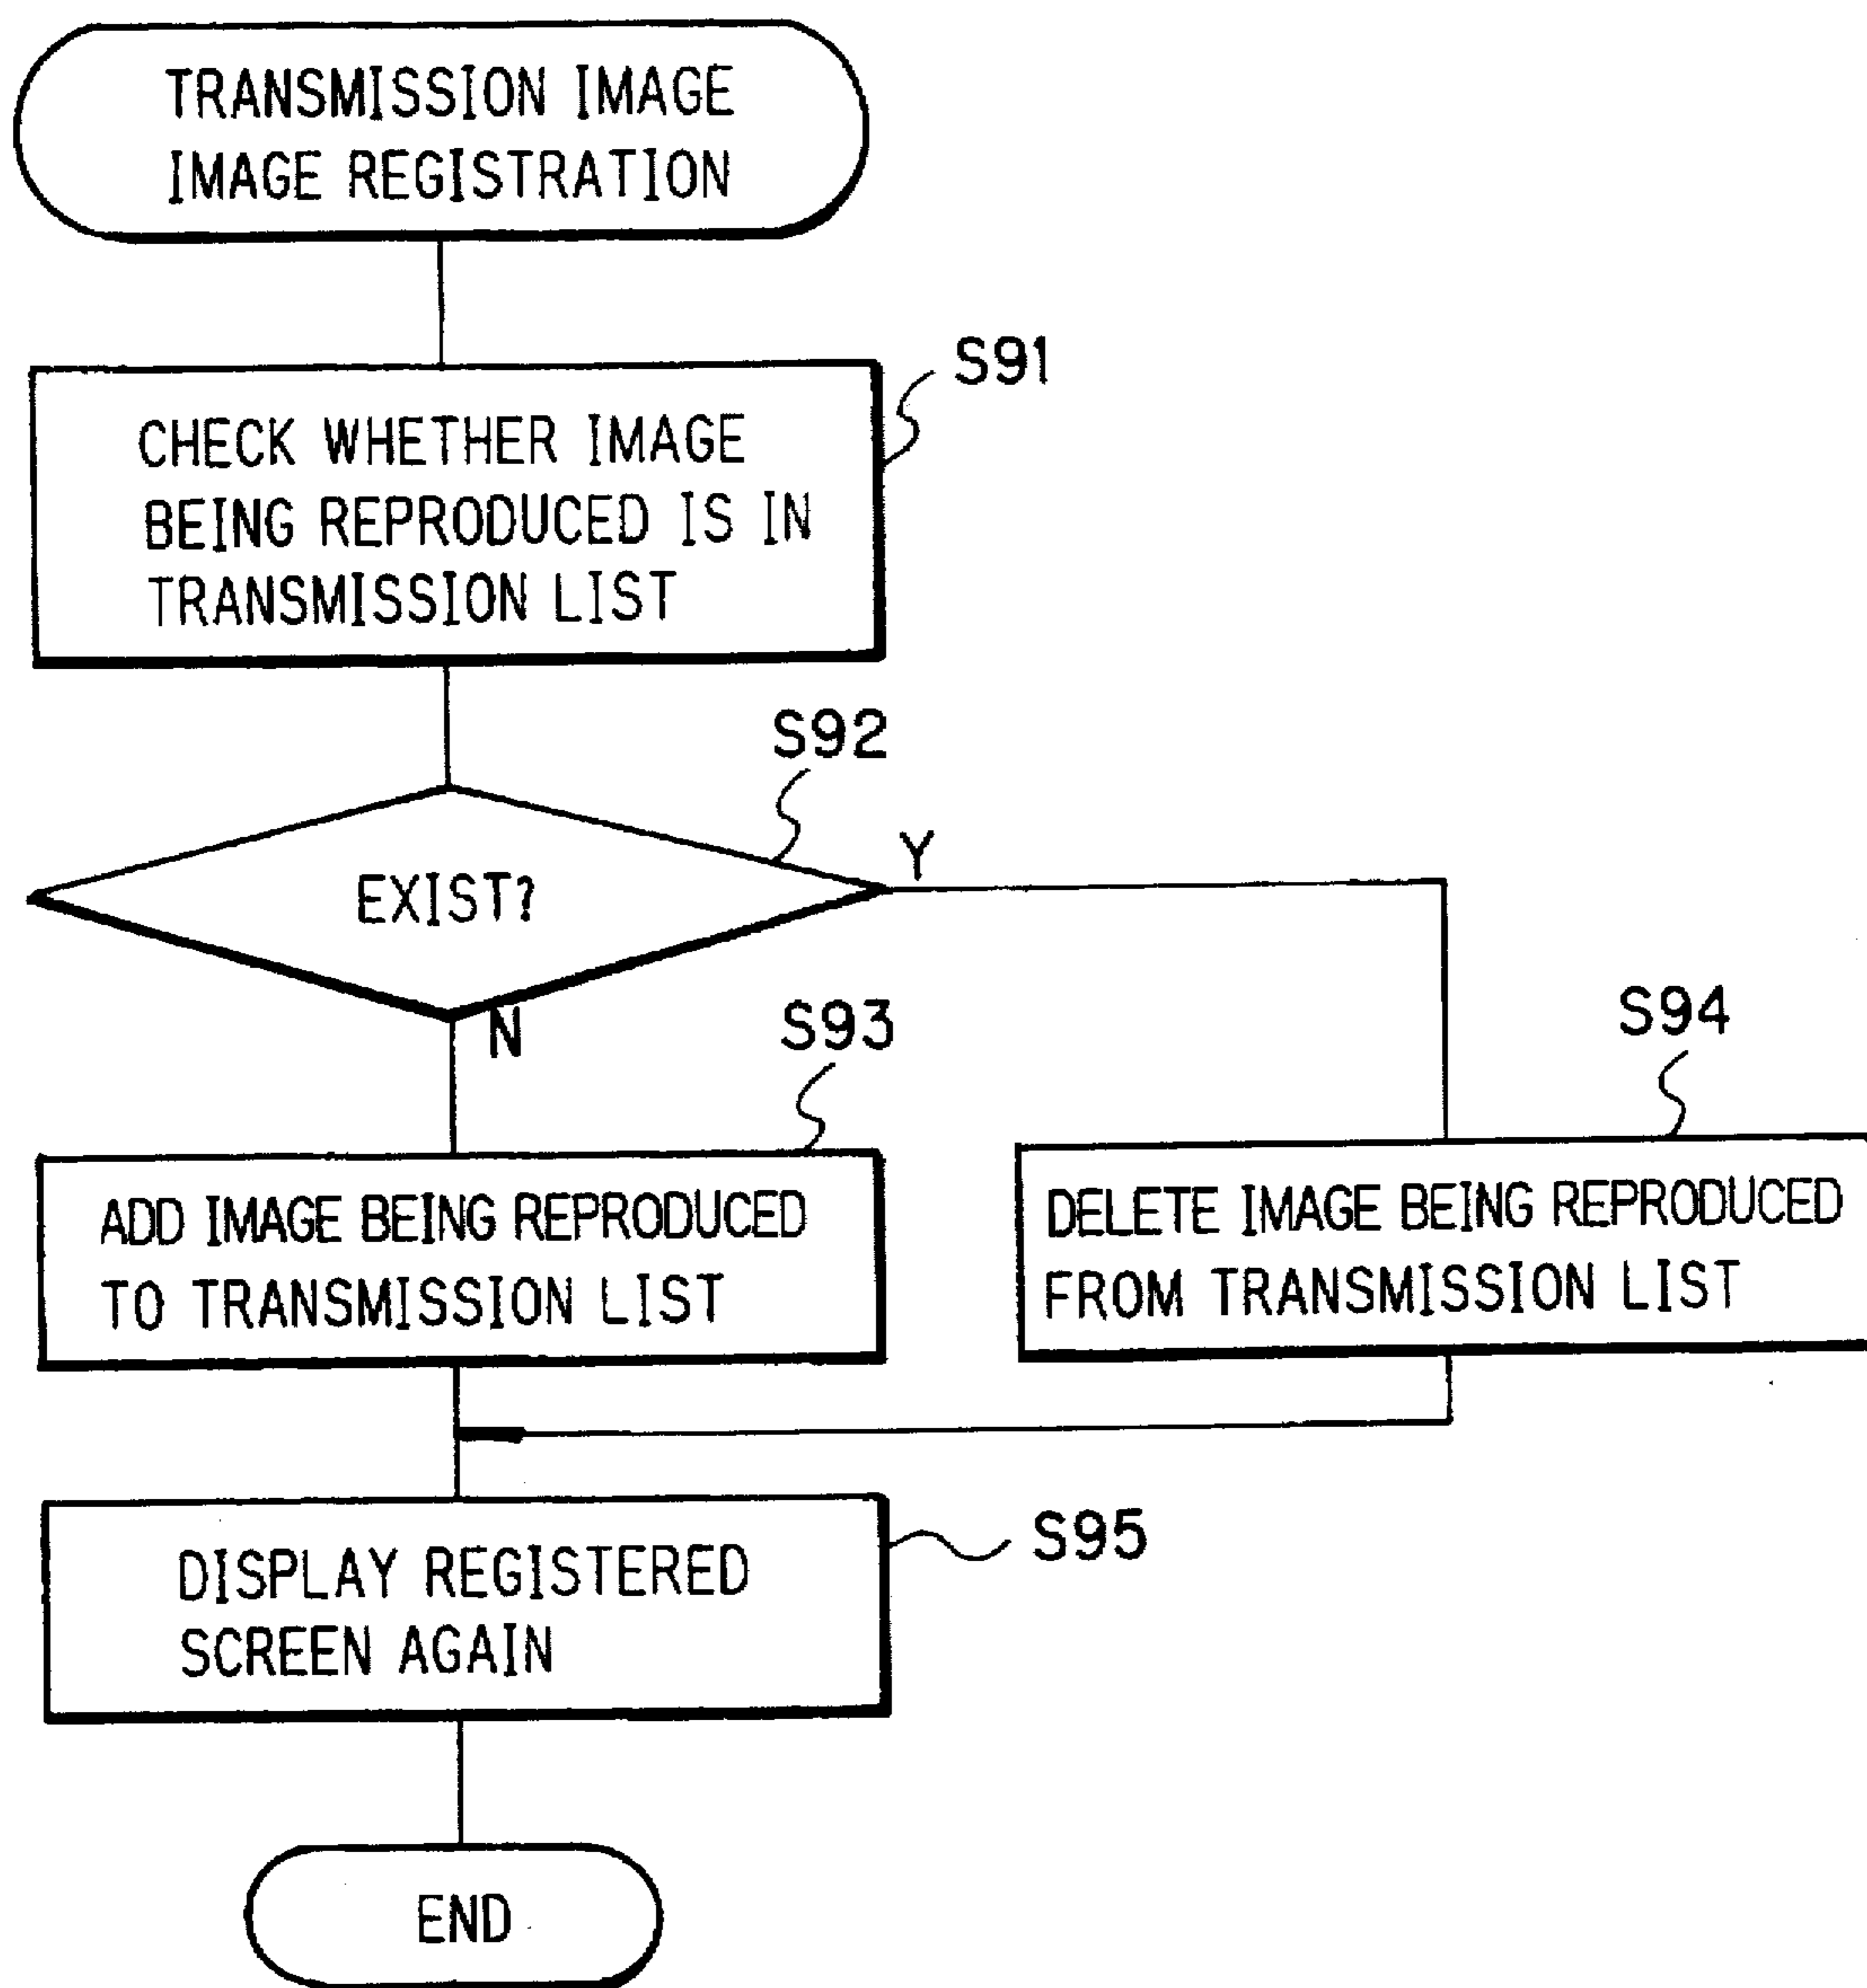 TRANSMISSION IMAGE
IMAGE REGISTRATION
S91
CHECK WHETHER IMAGE
BEING REPRODUCED IS IN
TRANSMISSION LIST
S92
EXIST?
Y
N
S93
ADD IMAGE BEING REPRODUCED
TO TRANSMISSION LIST
S94
DELETE IMAGE BEING REPRODUCED
FROM TRANSMISSION LIST
S95
DISPLAY REGISTERED
SCREEN AGAIN
END